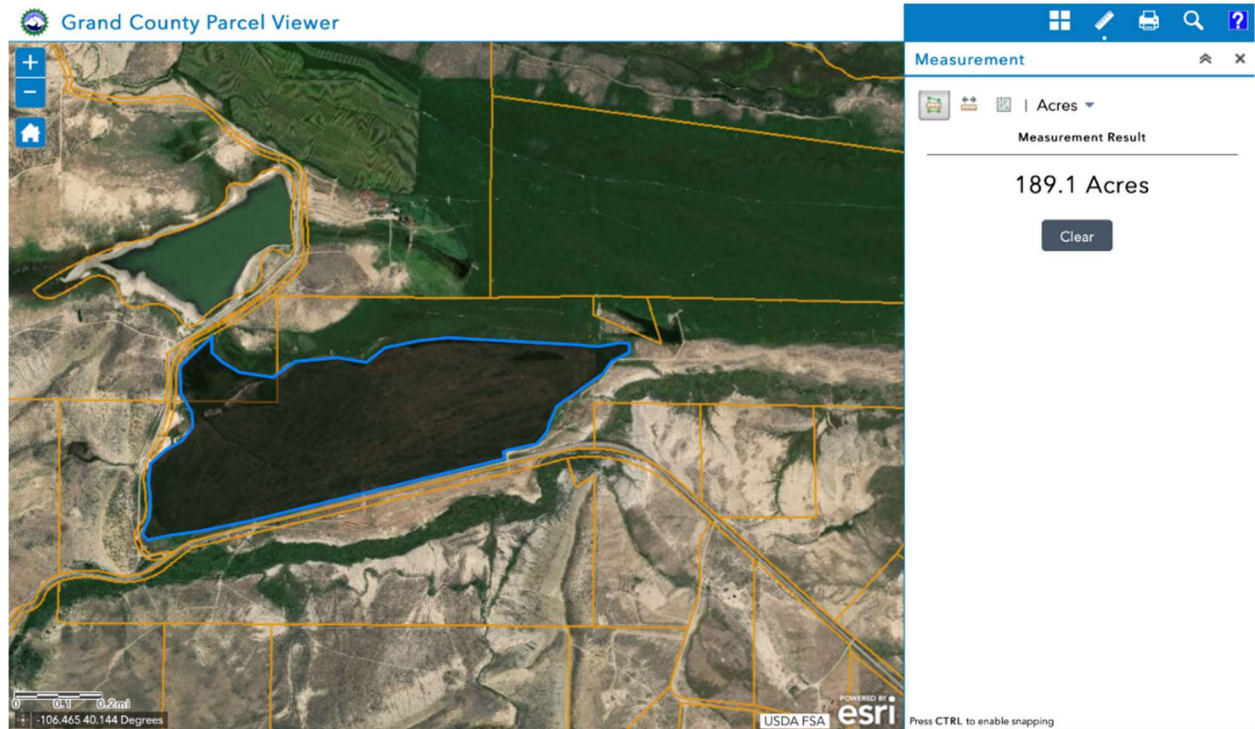 Grand County Parcel Viewer
?
+
−
Measurement
| Acres
Measurement Result
189.1 Acres
Clear
0 0.1 0.2mi
-106.465 40.144 Degrees
USDA FSA
POWERED BY
esri
Press CTRL to enable snapping